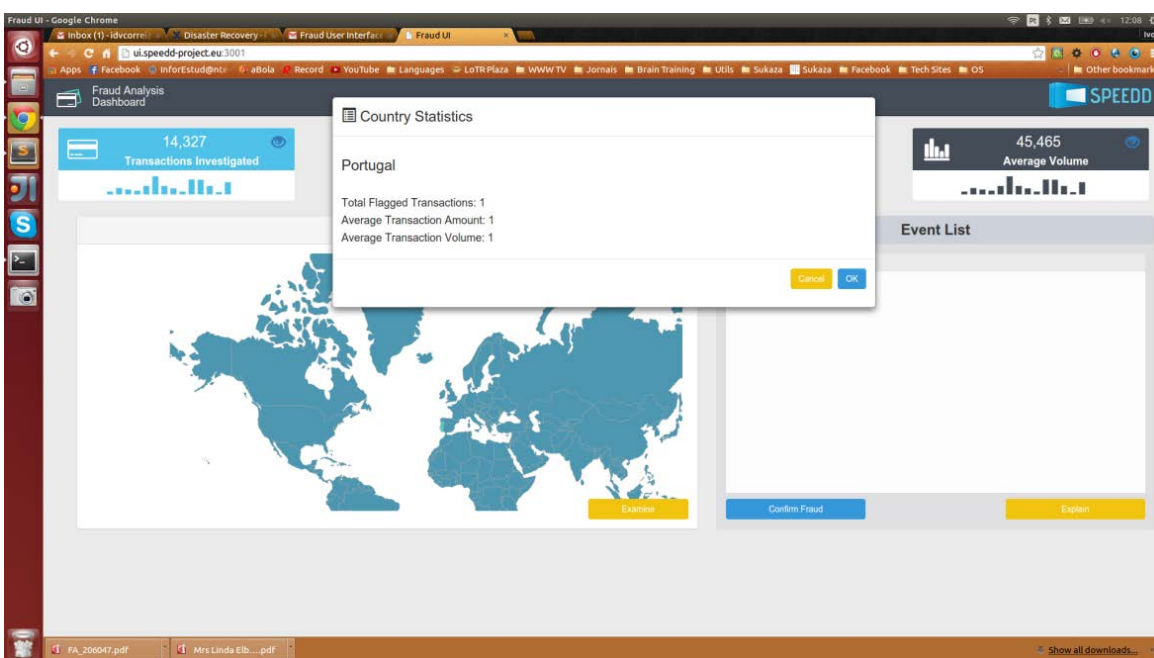 Fraud UI - Google Chrome
12:08
Inbox (1) - idvcorrei
Disaster Recovery -
Fraud User Interface
Fraud UI
Ivo
ui.speedd-project.eu:3001
Apps Facebook InforEstud@nte aBola Record YouTube Languages LoTR Plaza WWW TV Jornais Brain Training Utils Sukaza Sukaza Facebook Tech Sites OS Other bookmark
Fraud Analysis
Dashboard
SPEEDD
Country Statistics
14,327
Transactions Investigated
45,465
Average Volume
Portugal
Total Flagged Transactions: 1
Average Transaction Amount: 1
Average Transaction Volume: 1
Cancel OK
Event List
Examine
Confirm Fraud
Explain
FA_206047.pdf
Mrs Linda Elb....pdf
Show all downloads...